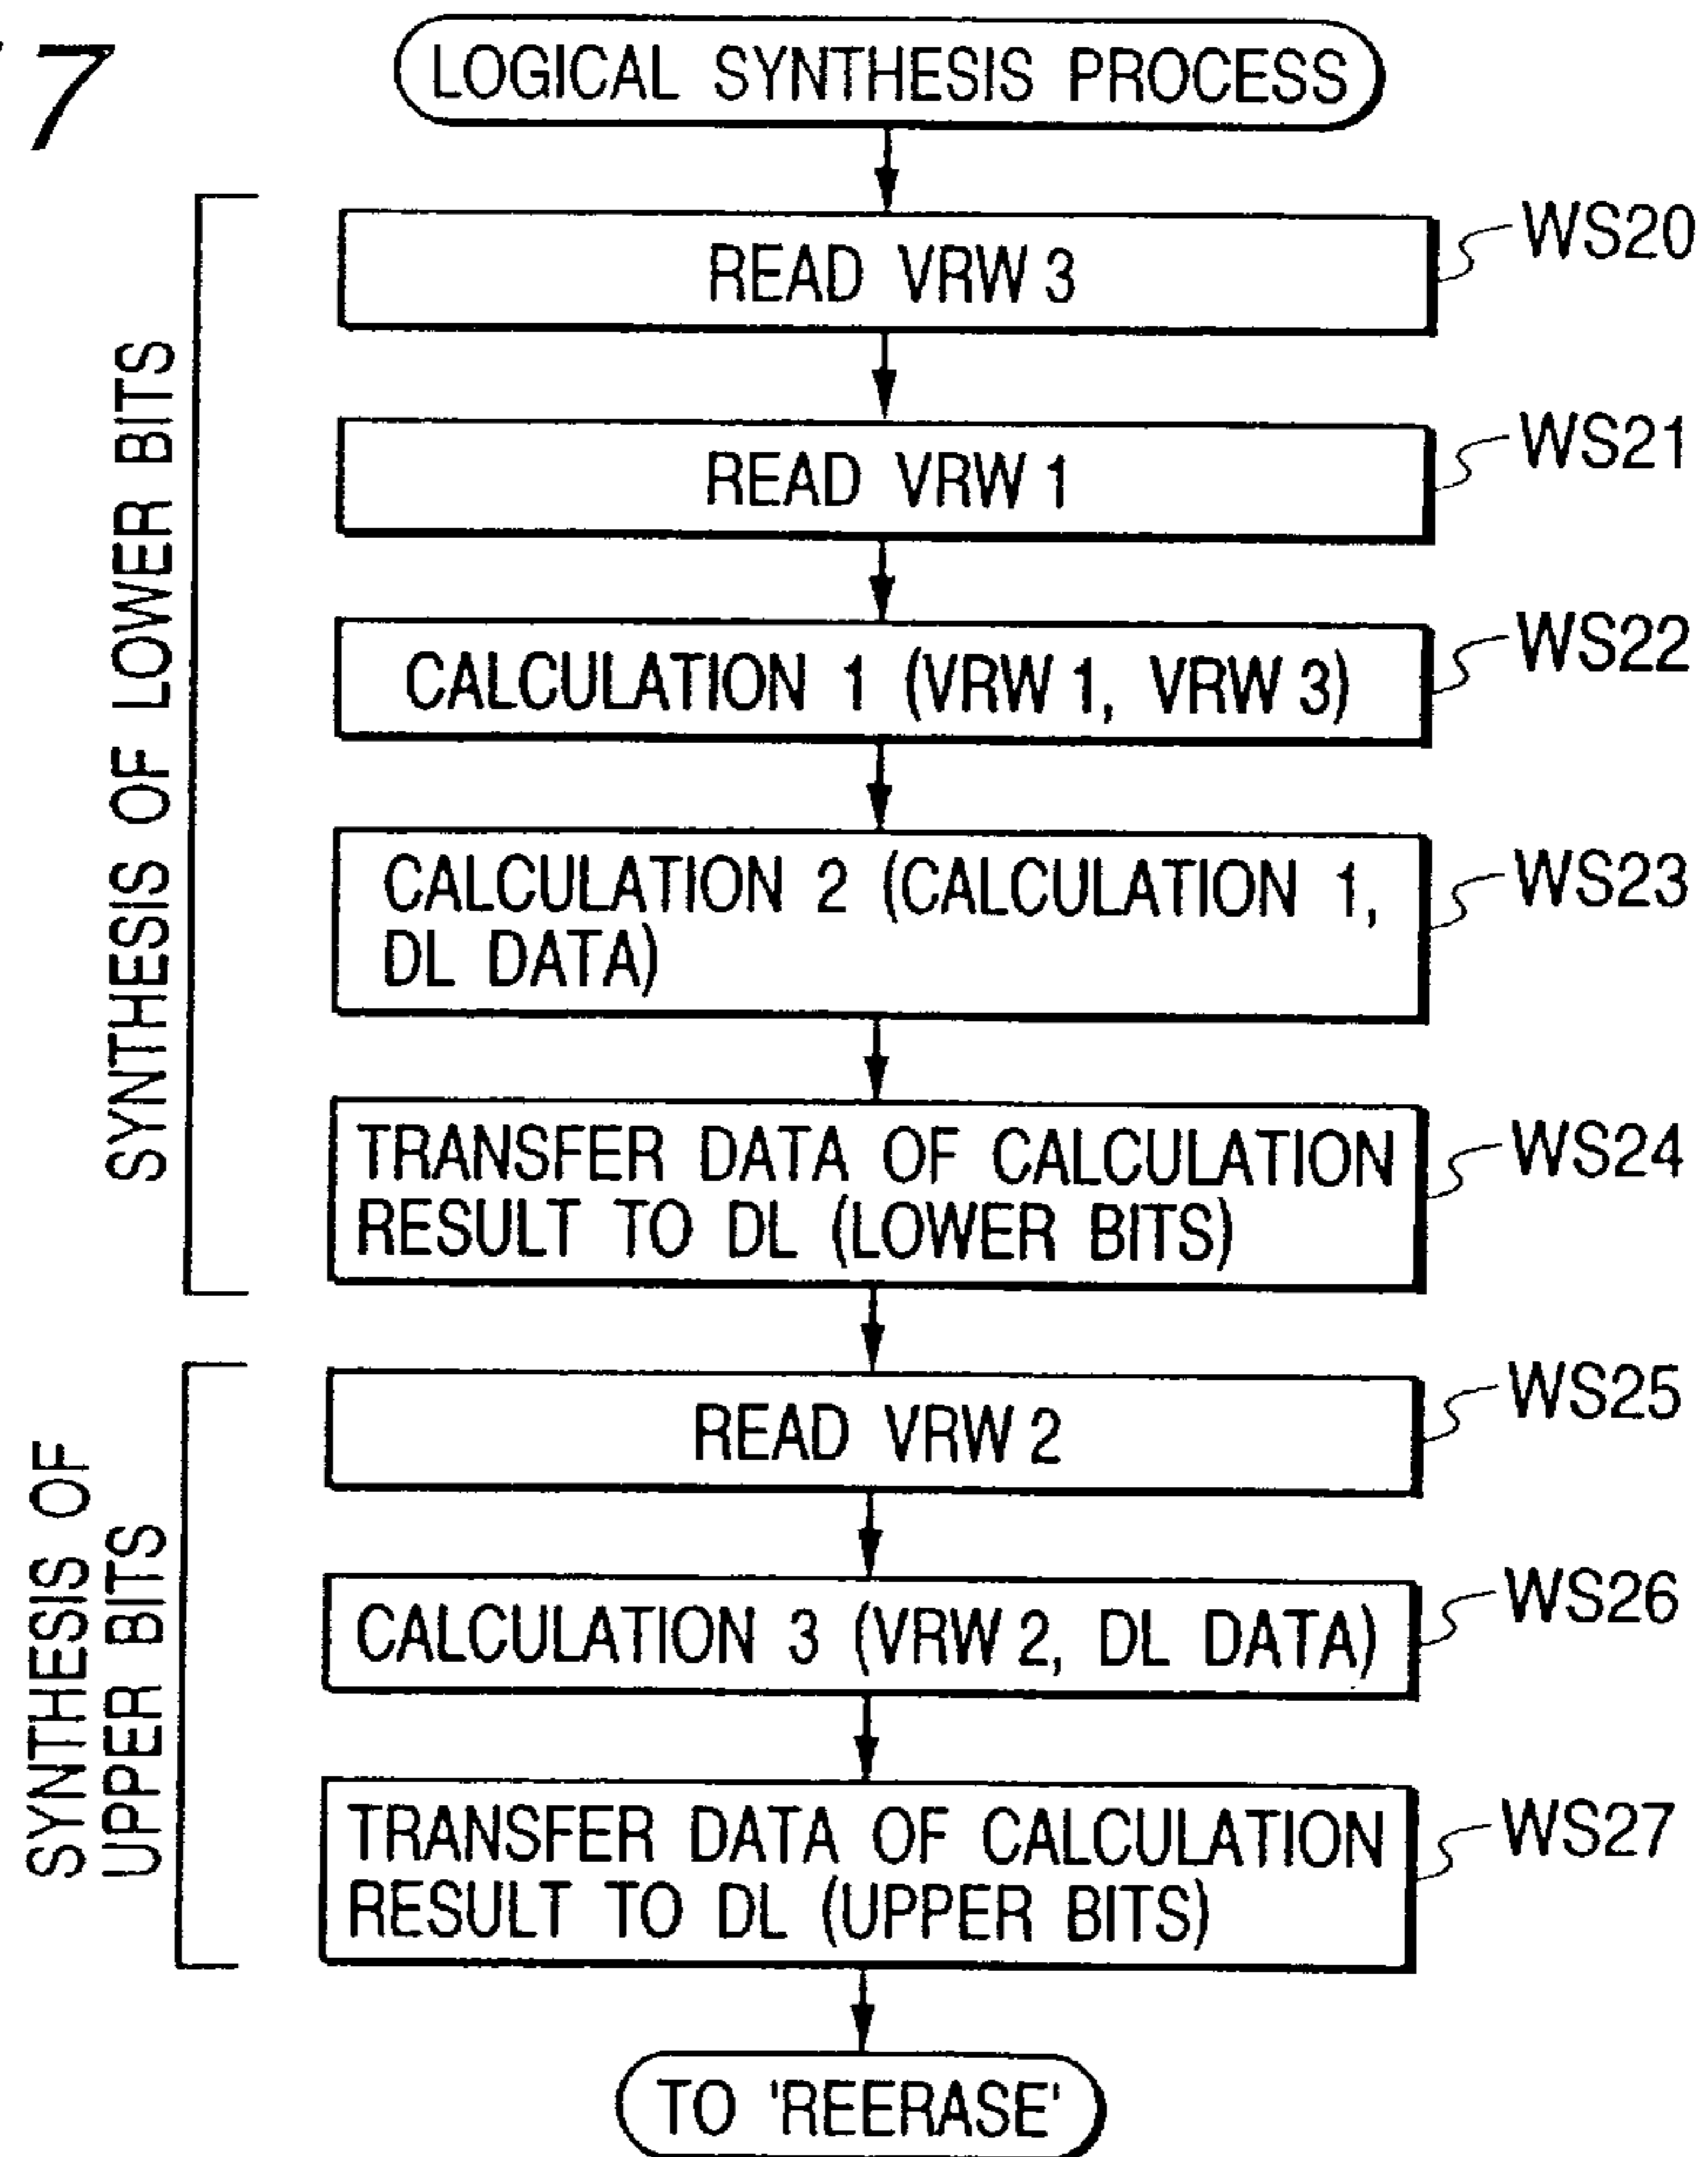 7
LOGICAL SYNTHESIS PROCESS
SYNTHESIS OF LOWER BITS
READ VRW 3
WS20
READ VRW 1
WS21
CALCULATION 1 (VRW 1, VRW 3)
WS22
CALCULATION 2 (CALCULATION 1,
DL DATA)
WS23
TRANSFER DATA OF CALCULATION
RESULT TO DL (LOWER BITS)
WS24
SYNTHESIS OF
UPPER BITS
READ VRW 2
WS25
CALCULATION 3 (VRW 2, DL DATA)
WS26
TRANSFER DATA OF CALCULATION
RESULT TO DL (UPPER BITS)
WS27
TO 'REERASE'